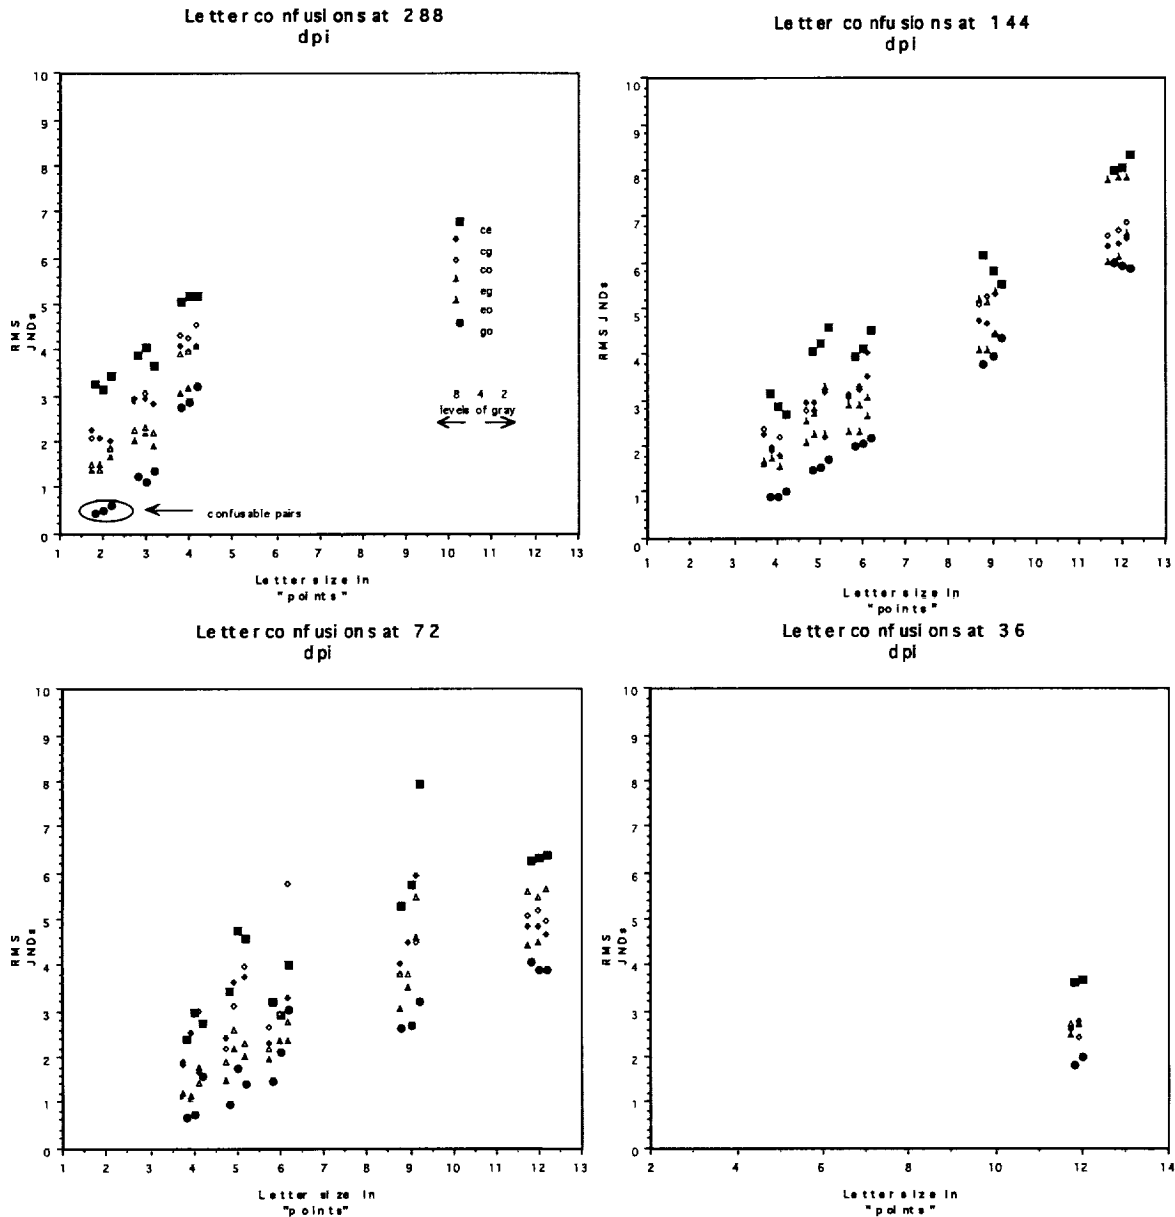 Letter confusions at 288
dpi
10
9
8
7
6
5
4
3
2
1
0
RMS
JNDs
ce
cg
co
eg
eo
go
8 4 2
levels of gray
confusable pairs
1 2 3 4 5 6 7 8 9 10 11 12 13
Letter size in
"points"
Letter confusions at 144
dpi
10
9
8
7
6
5
4
3
2
1
0
RMS JNDs
1 2 3 4 5 6 7 8 9 10 11 12 13
Letter size in
"points"
Letter confusions at 72
dpi
10
9
8
7
6
5
4
3
2
1
0
RMS
JNDs
1 2 3 4 5 6 7 8 9 10 11 12 13
Letter size in
"points"
Letter confusions at 36
dpi
10
9
8
7
6
5
4
3
2
1
0
RMS
JNDs
2 4 6 8 10 12 14
Letter size in
"points"